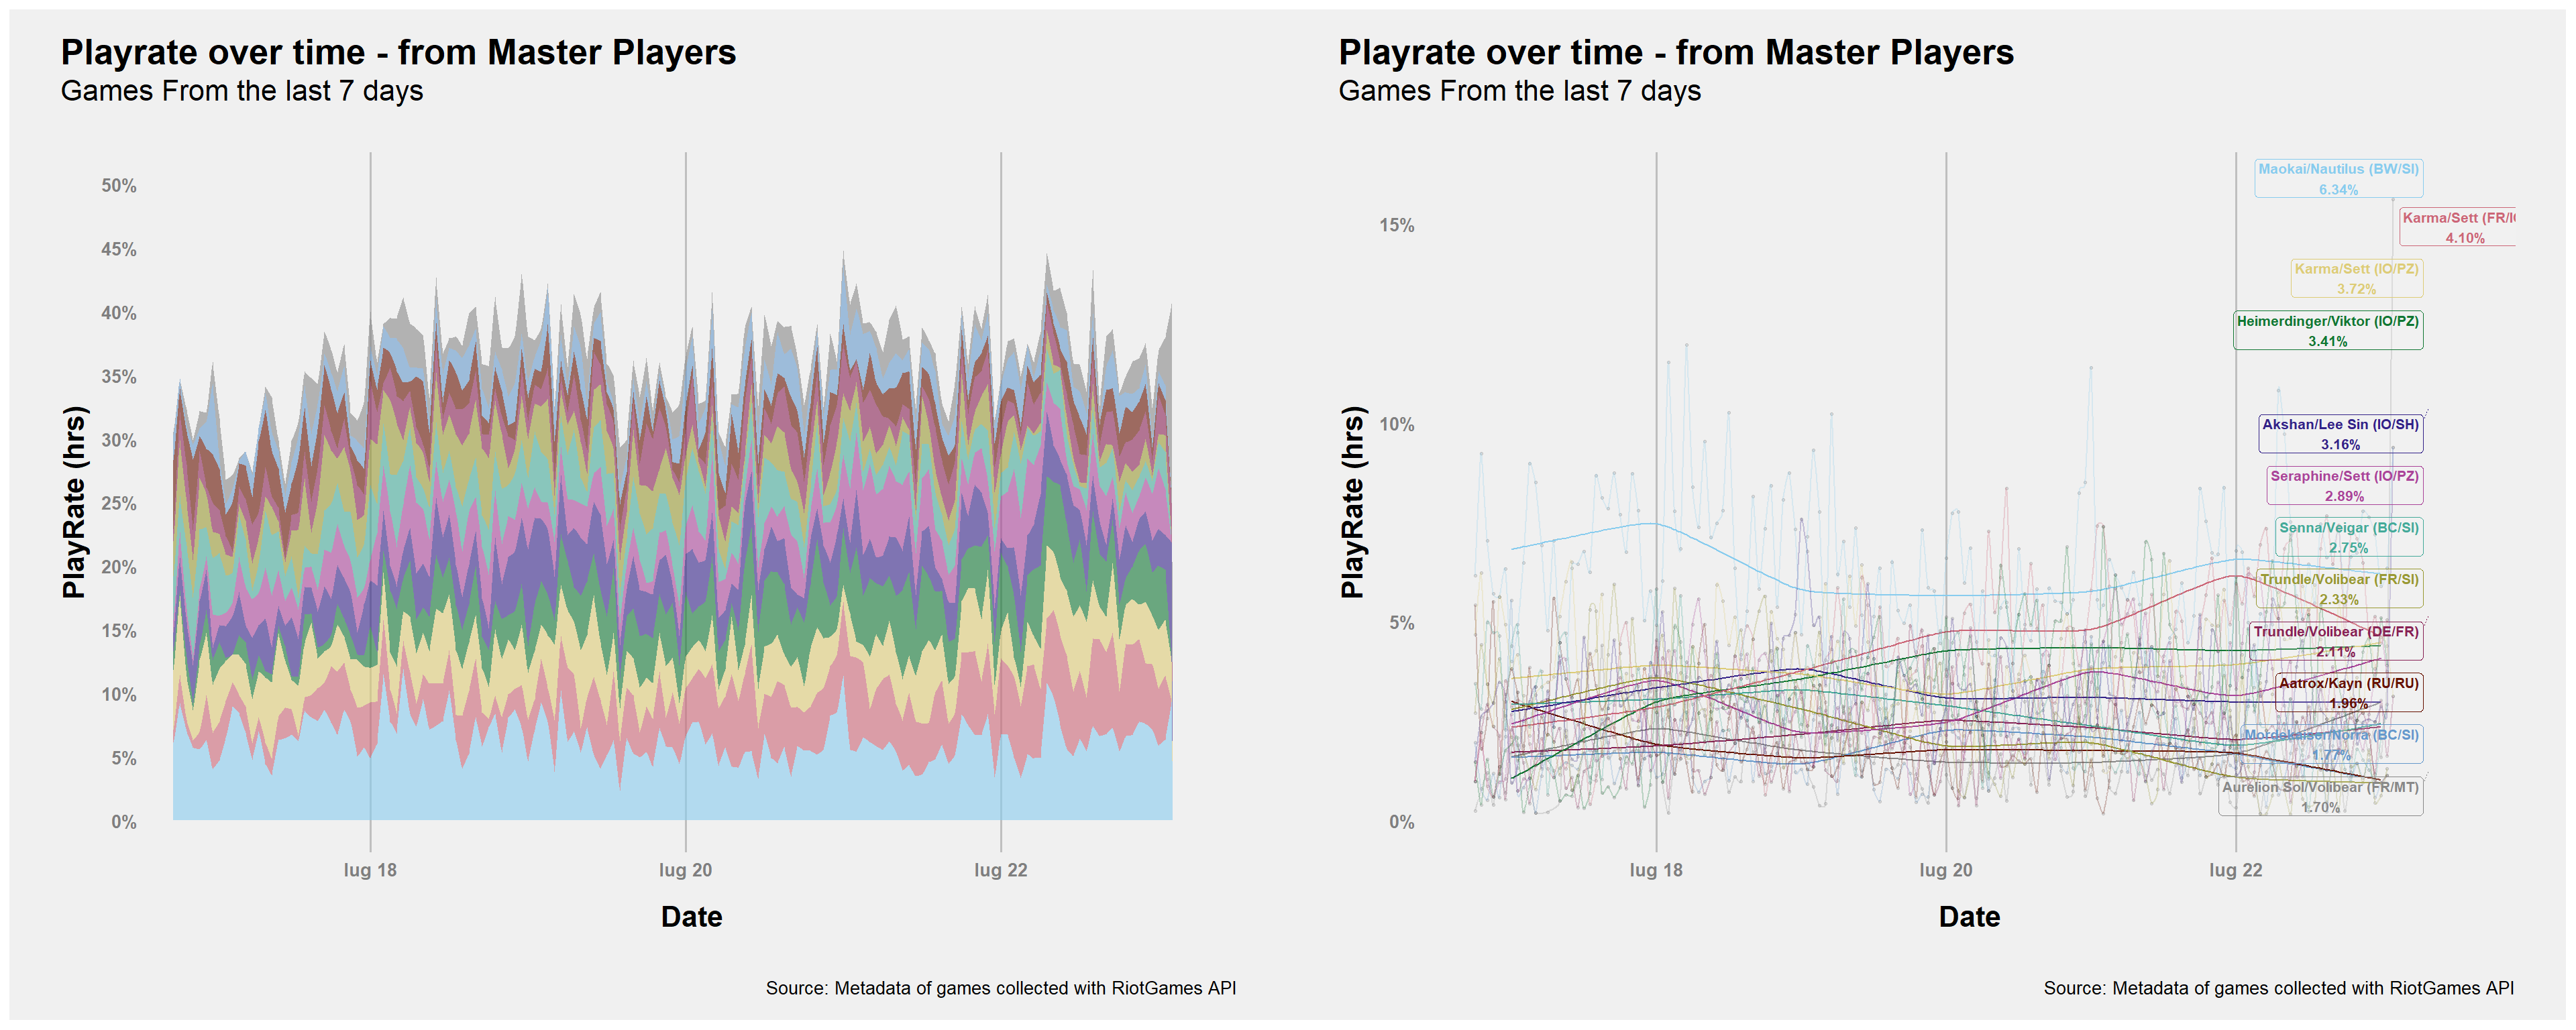 Playrate over time - from Master Players
Games From the last 7 days
50%
45%
40%
35%
30%
25%
20%
15%
10%
5%
0%
PlayRate (hrs)
lug 18
lug 20
lug 22
Date
Source: Metadata of games collected with RiotGames API
Playrate over time - from Master Players
Games From the last 7 days
15%
10%
5%
0%
PlayRate (hrs)
Maokai/Nautilus (BW/SI)
6.34%
Karma/Sett (FR/IO
4.10%
Karma/Sett (IO/PZ)
3.72%
Heimerdinger/Viktor (IO/PZ)
3.41%
Akshan/Lee Sin (IO/SH)
3.16%
Seraphine/Sett (IO/PZ)
2.89%
Senna/Veigar (BC/SI)
2.75%
Trundle/Volibear (FR/SI)
2.33%
Trundle/Volibear (DE/FR)
2.11%
Aatrox/Kayn (RU/RU)
1.96%
Mordekaiser/Norra (BC/SI)
1.77%
Aurelion Sol/Volibear (FR/MT)
1.70%
lug 18
lug 20
lug 22
Date
Source: Metadata of games collected with RiotGames API